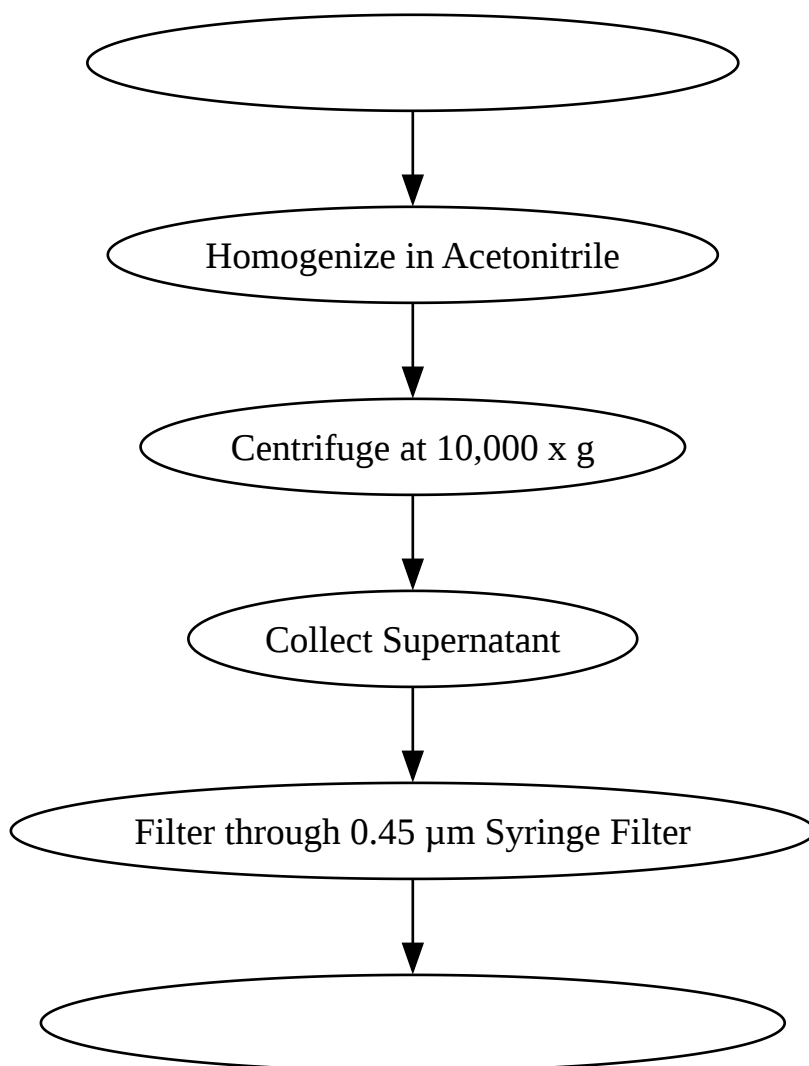 Homogenize in Acetonitrile
Centrifuge at 10,000 x g
Collect Supernatant
Filter through 0.45 µm Syringe Filter